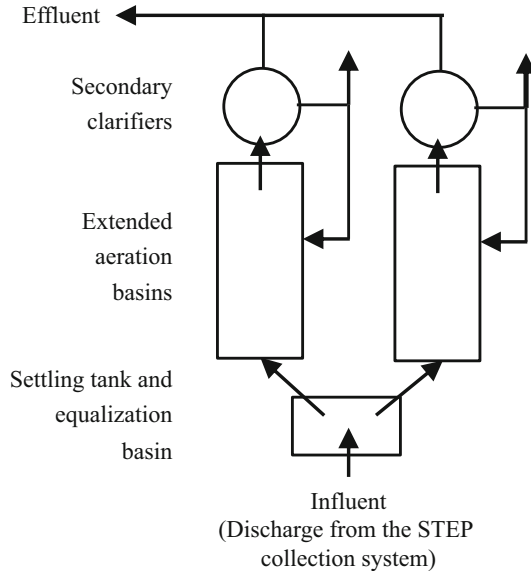 Effluent
Secondary
clarifiers
Extended
aeration
basins
Settling tank and
equalization
basin
Influent
(Discharge from the STEP
collection system)